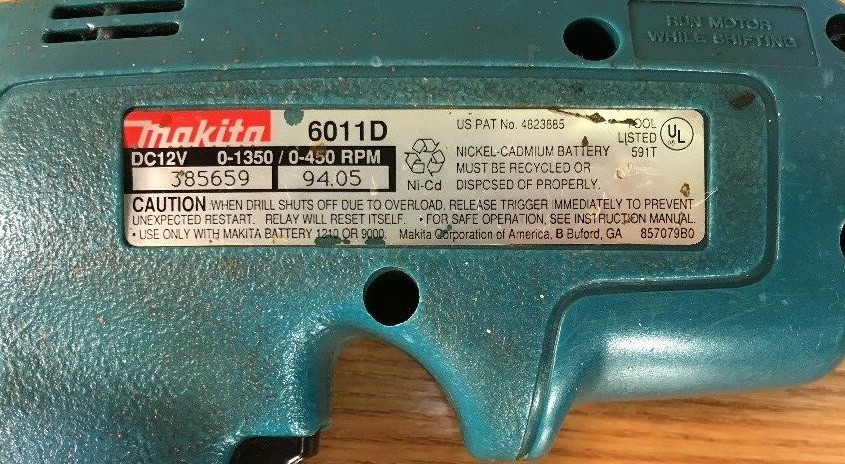 RUN MOTOR
WHILE SHIFTING
makita 6011D
DC12V 0-1350 / 0-450 RPM
385659 94.05
Ni-Cd
US PAT No. 4823885
NICKEL-CADMIUM BATTERY
MUST BE RECYCLED OR
DISPOSED OF PROPERLY.
OOL
LISTED
591T
UL
CAUTION WHEN DRILL SHUTS OFF DUE TO OVERLOAD, RELEASE TRIGGER IMMEDIATELY TO PREVENT
UNEXPECTED RESTART. RELAY WILL RESET ITSELF. • FOR SAFE OPERATION, SEE INSTRUCTION MANUAL.
• USE ONLY WITH MAKITA BATTERY 1210 OR 9000. Makita Corporation of America, B Buford, GA 857079B0